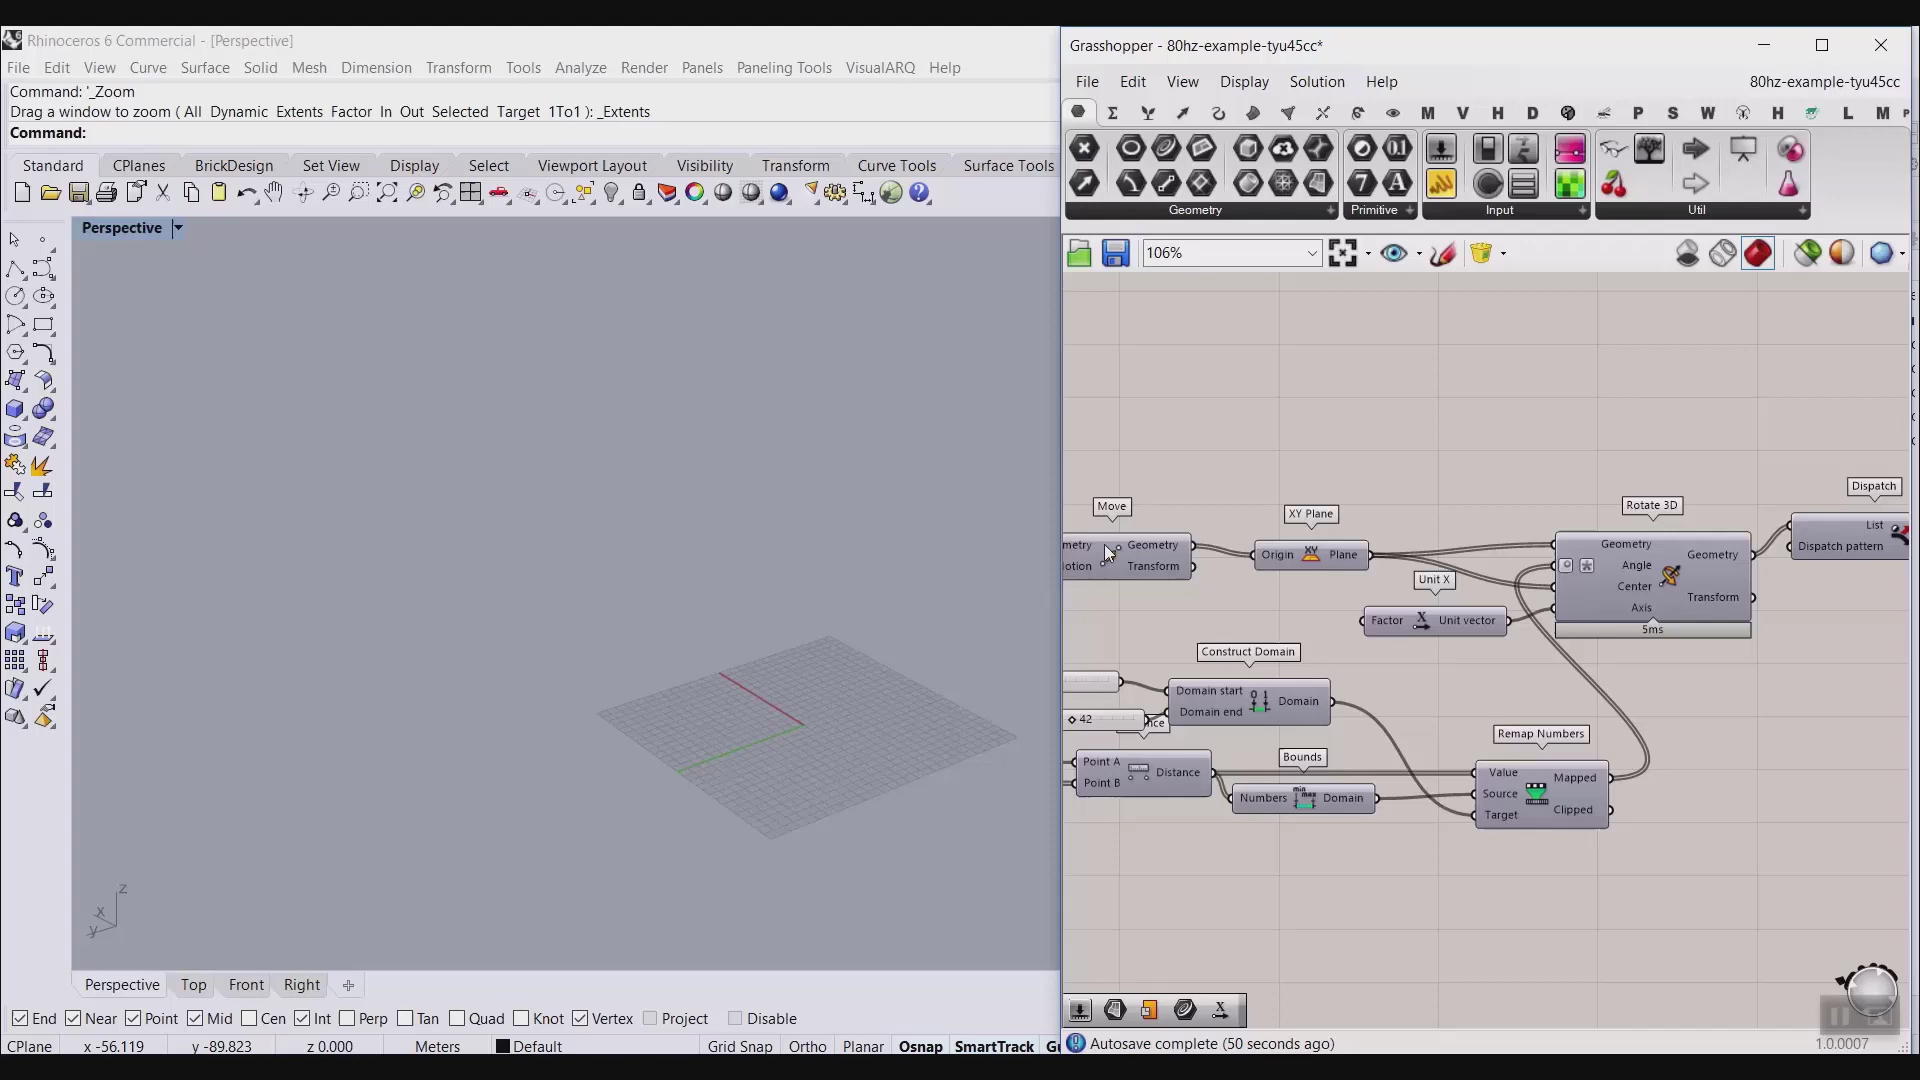 Rhinoceros 6 Commercial - [Perspective]
File Edit View Curve Surface Solid Mesh Dimension Transform Tools Analyze Render Panels Paneling Tools VisualARQ Help
Command: '_Zoom
Drag a window to zoom ( All Dynamic Extents Factor In Out Selected Target 1To1 ): _Extents
Command:
Standard CPlanes BrickDesign Set View Display Select Viewport Layout Visibility Transform Curve Tools Surface Tools
Perspective
z
x
y
Perspective Top Front Right
End Near Point Mid Cen Int Perp Tan Quad Knot Vertex Project Disable
CPlane x -56.119 y -89.823 z 0.000 Meters Default Grid Snap Ortho Planar Osnap SmartTrack
Grasshopper - 80hz-example-tyu45cc*
File Edit View Display Solution Help 80hz-example-tyu45cc
M V H D P S W H L M
Geometry Primitive Input Util
106%
Dispatch
Move
XY Plane
Rotate 3D
List
Dispatch pattern
metry Geometry
otion Transform
Origin XY Plane
Geometry
Angle
Center
Axis
Geometry
Transform
5ms
Unit X
Factor X Unit vector
Construct Domain
Domain start
Domain end
Domain
42
nce
Remap Numbers
Point A
Point B
Distance
Bounds
Numbers min max Domain
Value
Source
Target
Mapped
Clipped
Autosave complete (50 seconds ago)
1.0.0007